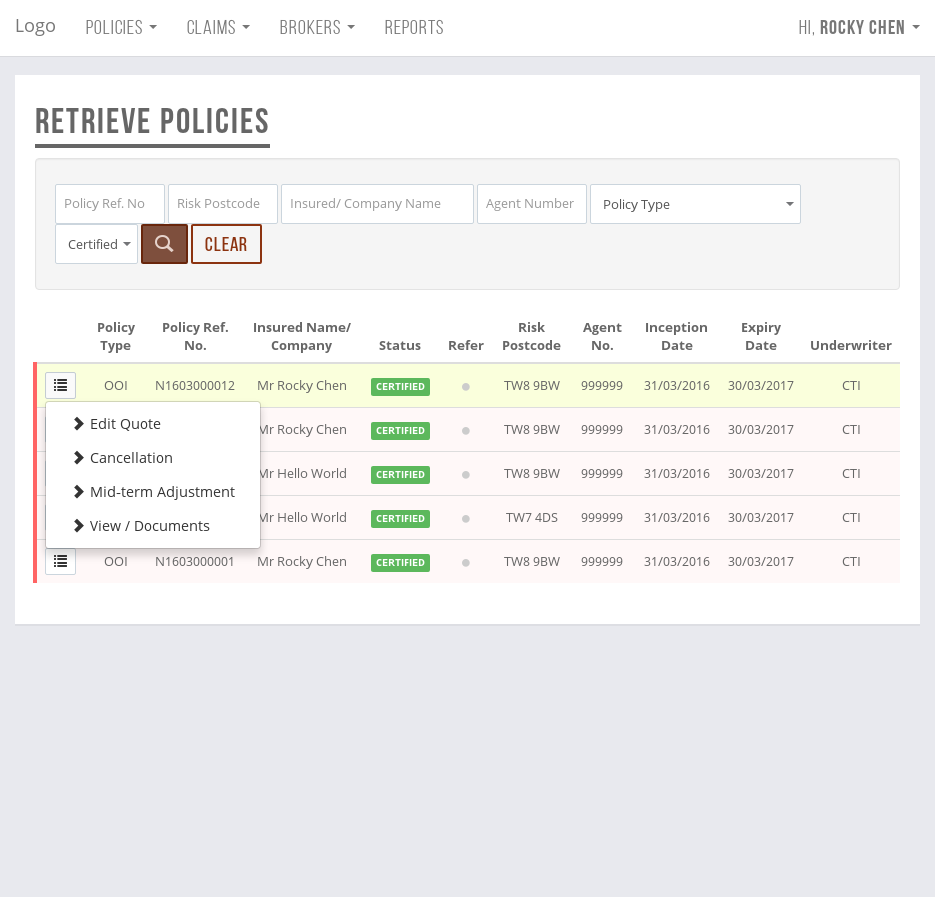 Logo POLICIES CLAIMS BROKERS REPORTS HI, ROCKY CHEN
RETRIEVE POLICIES
Policy Ref. No Risk Postcode Insured/ Company Name Agent Number Policy Type
Certified CLEAR
Policy Type Policy Ref. No. Insured Name/ Company Status Refer Risk Postcode Agent No. Inception Date Expiry Date Underwriter
OOI N1603000012 Mr Rocky Chen CERTIFIED TW8 9BW 999999 31/03/2016 30/03/2017 CTI
Edit Quote
Cancellation
Mid-term Adjustment
View / Documents
Mr Rocky Chen CERTIFIED TW8 9BW 999999 31/03/2016 30/03/2017 CTI
Mr Hello World CERTIFIED TW8 9BW 999999 31/03/2016 30/03/2017 CTI
Mr Hello World CERTIFIED TW7 4DS 999999 31/03/2016 30/03/2017 CTI
OOI N1603000001 Mr Rocky Chen CERTIFIED TW8 9BW 999999 31/03/2016 30/03/2017 CTI